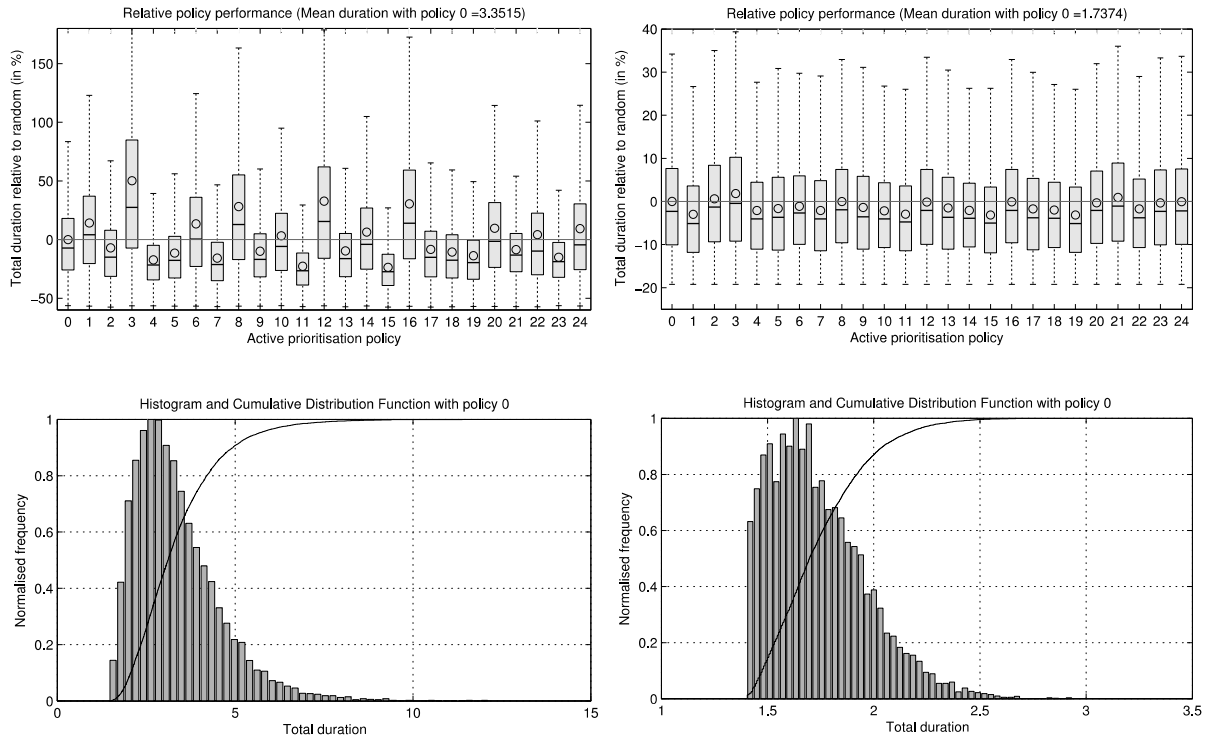 Relative policy performance (Mean duration with policy 0 =3.3515)
Total duration relative to random (in %)
150
100
50
0
−50
0 1 2 3 4 5 6 7 8 9 10 11 12 13 14 15 16 17 18 19 20 21 22 23 24
Active prioritisation policy
Relative policy performance (Mean duration with policy 0 =1.7374)
Total duration relative to random (in %)
40
30
20
10
0
−10
−20
0 1 2 3 4 5 6 7 8 9 10 11 12 13 14 15 16 17 18 19 20 21 22 23 24
Active prioritisation policy
Histogram and Cumulative Distribution Function with policy 0
Normalised frequency
1
0.8
0.6
0.4
0.2
0
0 5 10 15
Total duration
Histogram and Cumulative Distribution Function with policy 0
Normalised frequency
1
0.8
0.6
0.4
0.2
0
1 1.5 2 2.5 3 3.5
Total duration